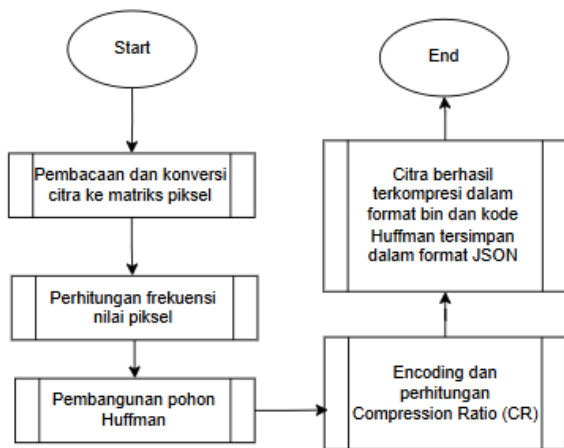 Start
Pembacaan dan konversi
citra ke matriks piksel
Perhitungan frekuensi
nilai piksel
Pembangunan pohon
Huffman
Encoding dan
perhitungan
Compression Ratio (CR)
Citra berhasil
terkompresi dalam
format bin dan kode
Huffman tersimpan
dalam format JSON
End